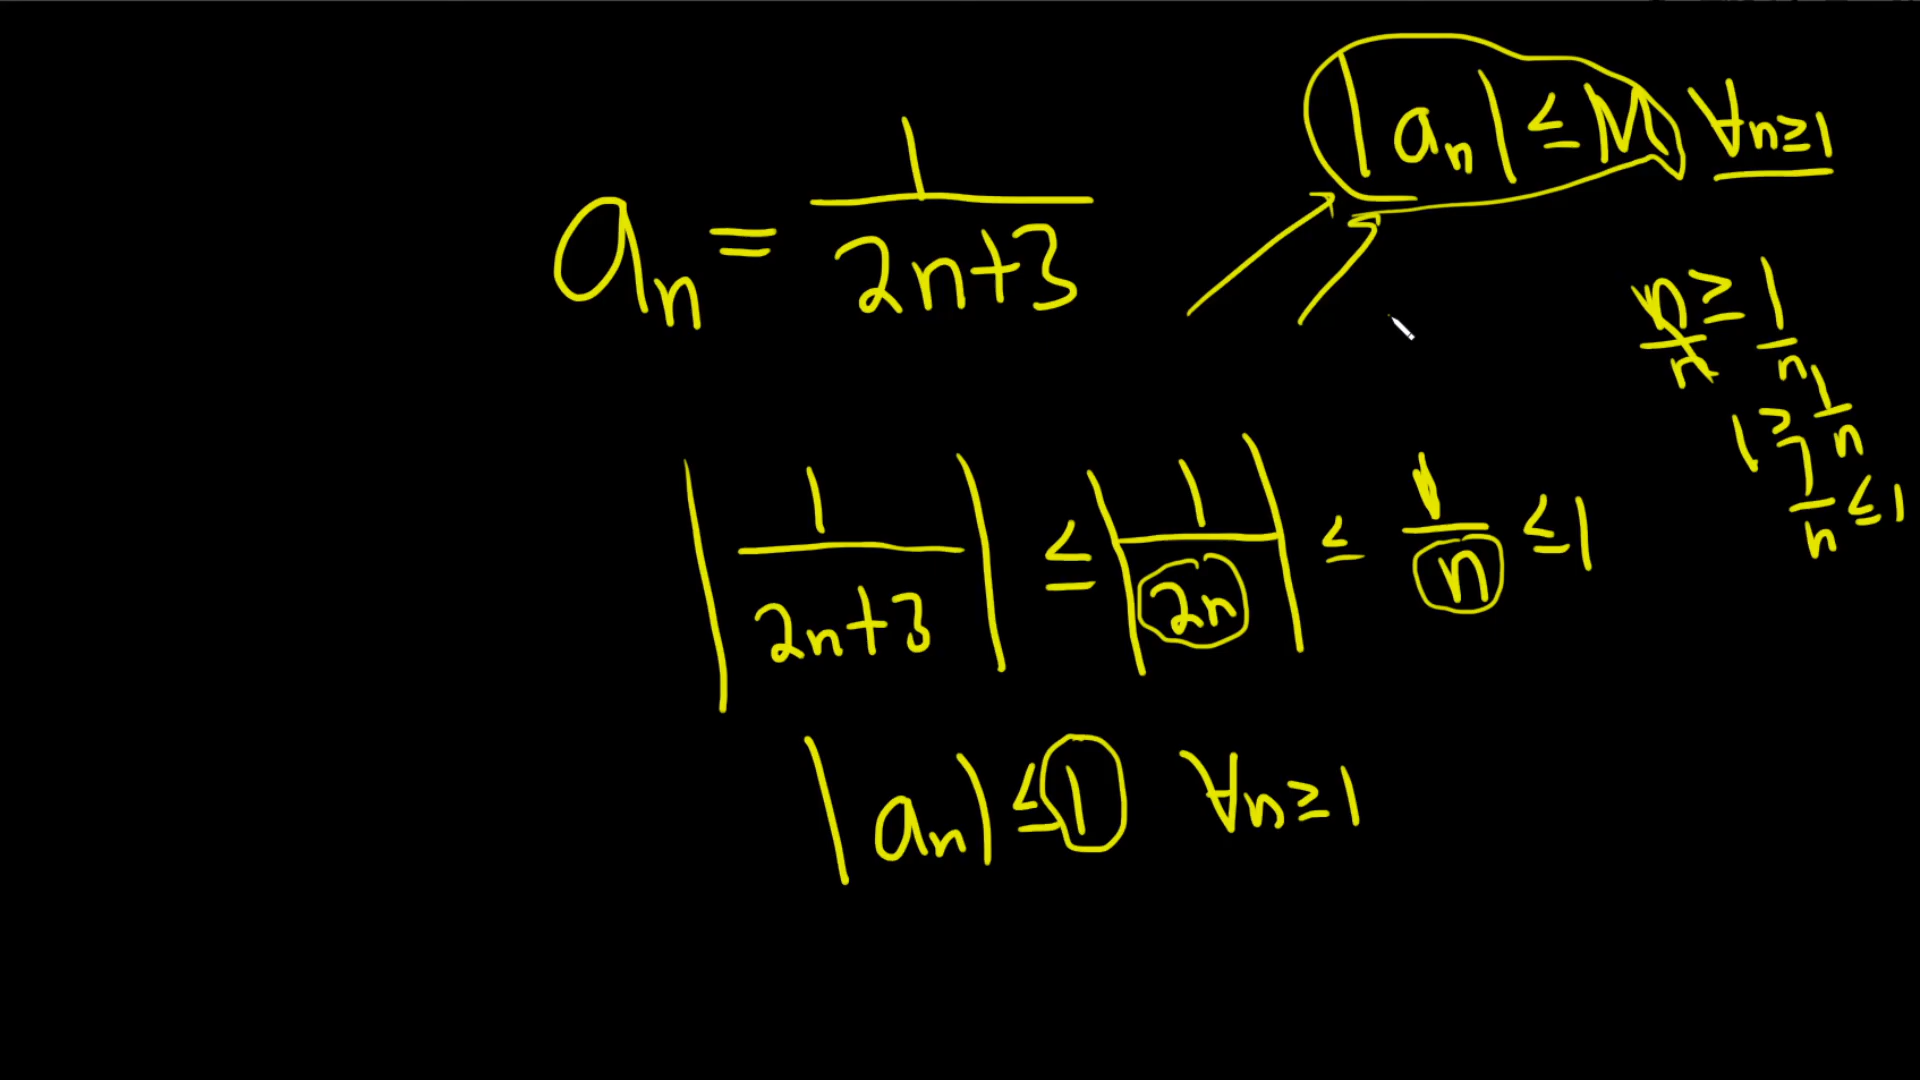 |aₙ| ≤ M ∀n≥1
aₙ = 1/(2n+3)
n/n ≥ 1/n
1 ≥ 1/n
1/n ≤ 1
|1/(2n+3)| ≤ |1/(2n)| ≤ 1/n ≤ 1
|aₙ| ≤ 1 ∀n≥1